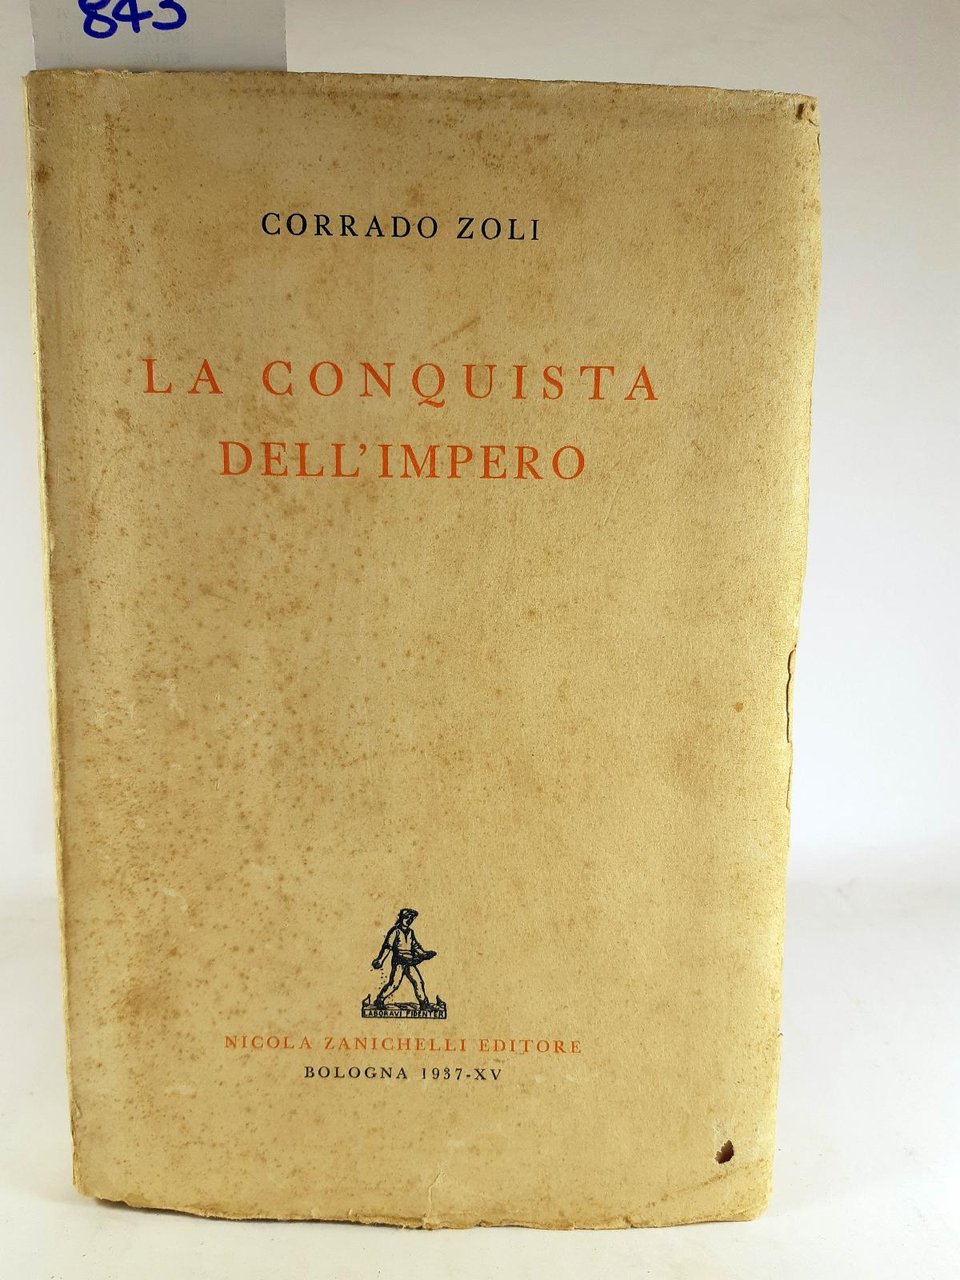 843
CORRADO ZOLI
LA CONQUISTA
DELL'IMPERO
LABORAVI FIDENTER
NICOLA ZANICHELLI EDITORE
BOLOGNA 1937-XV